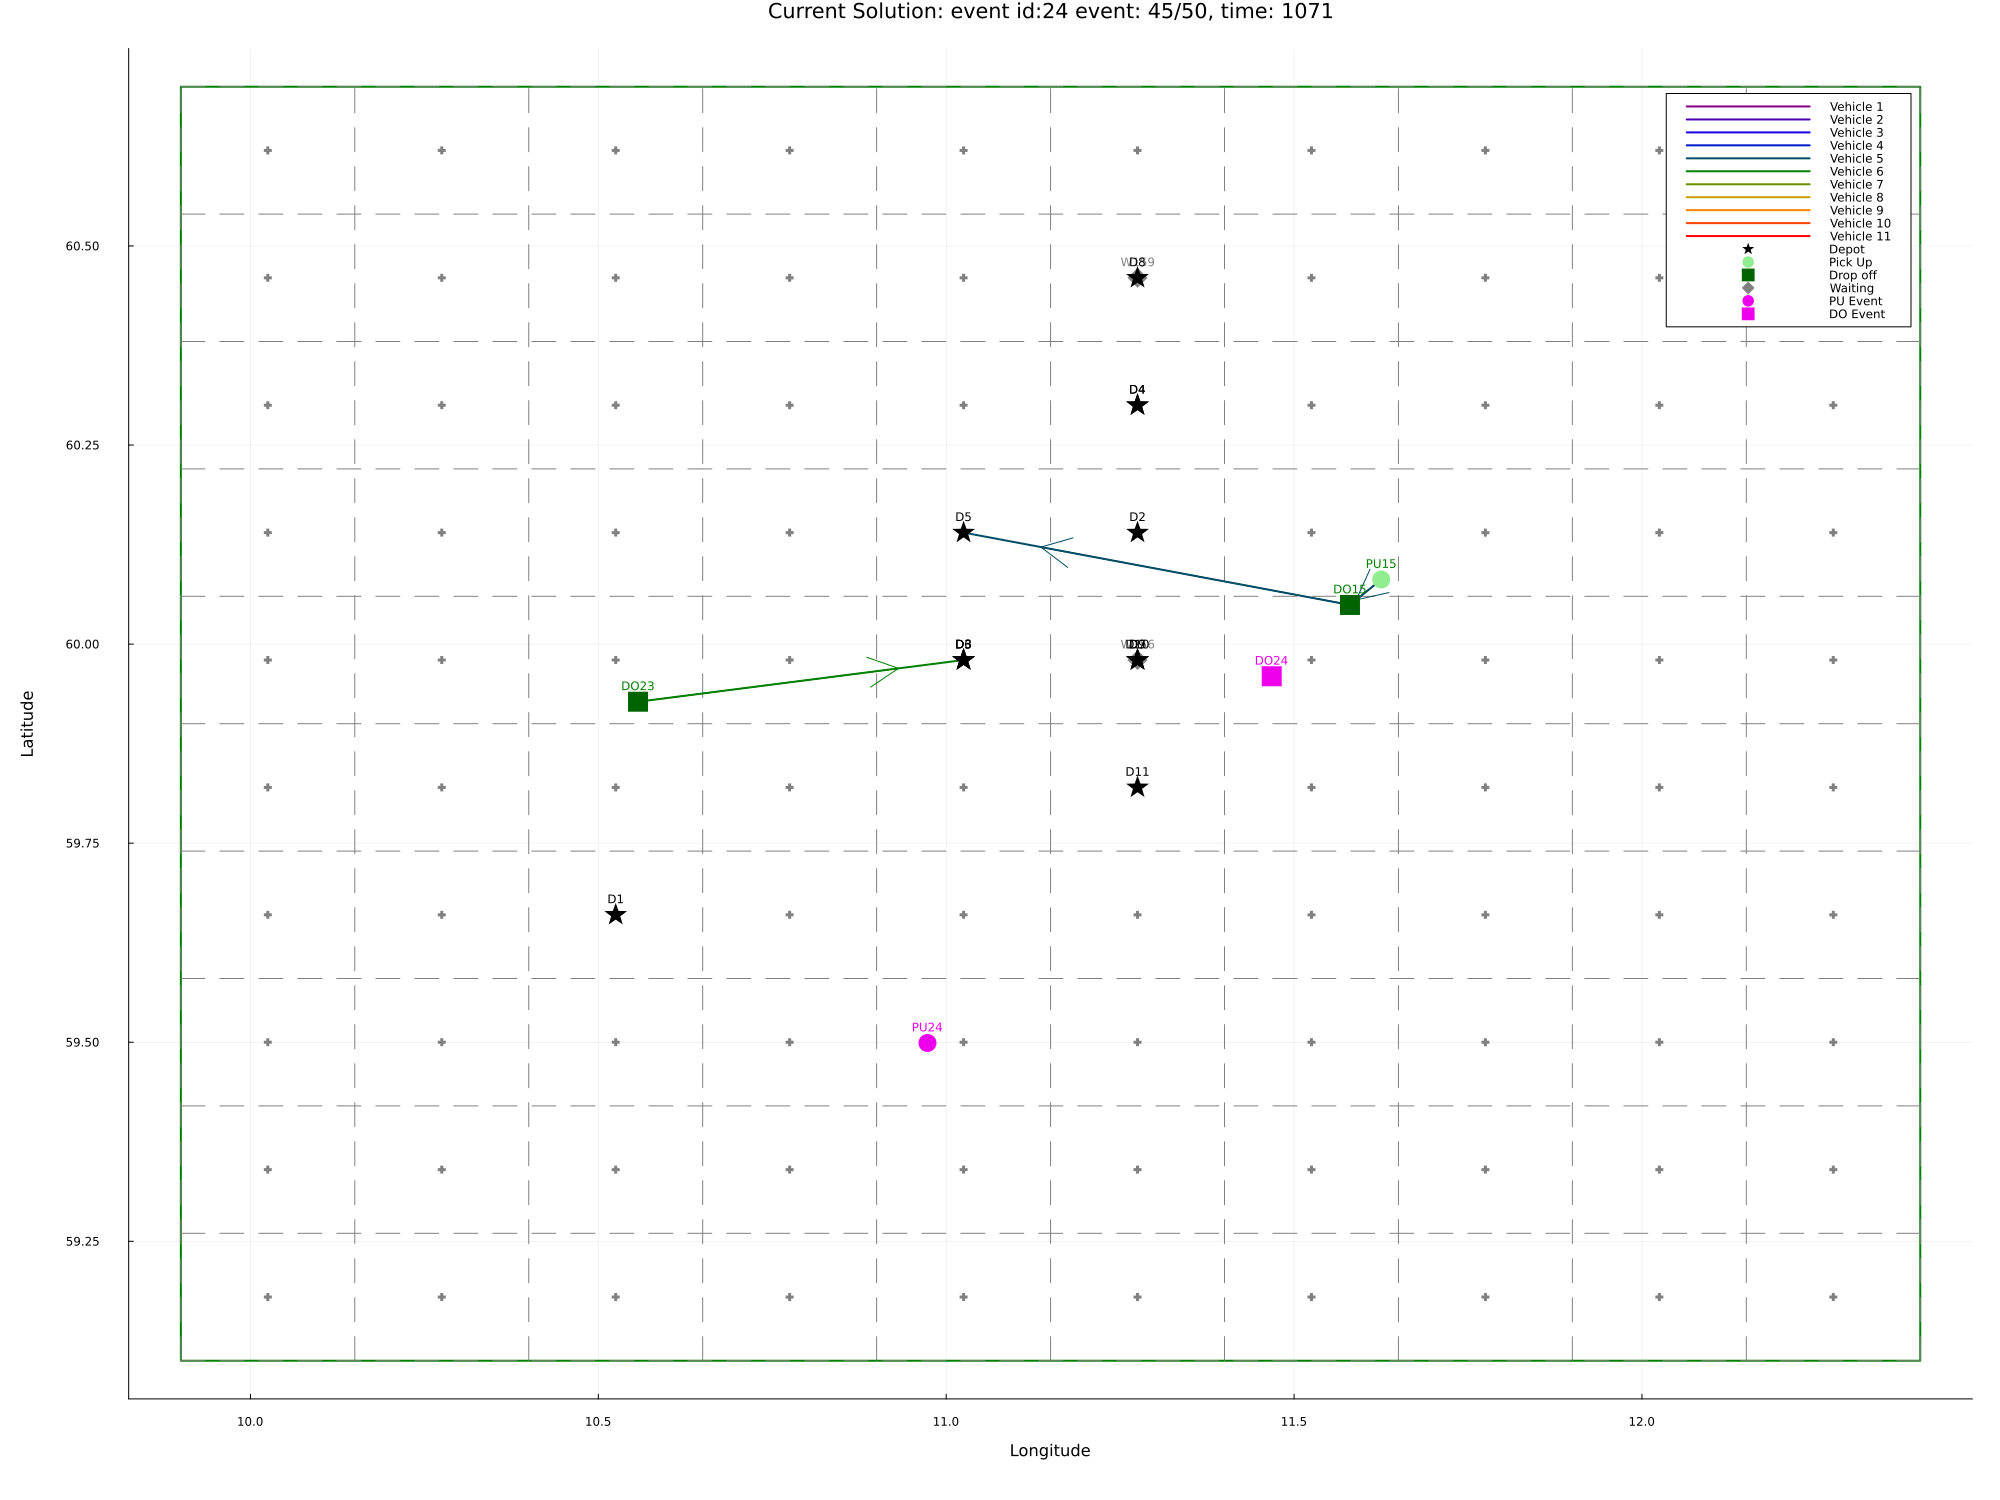 Current Solution: event id:24 event: 45/50, time: 1071
Vehicle 1
Vehicle 2
Vehicle 3
Vehicle 4
Vehicle 5
Vehicle 6
Vehicle 7
Vehicle 8
Vehicle 9
Vehicle 10
Vehicle 11
Depot
Pick Up
Drop off
Waiting
PU Event
DO Event
60.50
60.25
60.00
59.75
59.50
59.25
Latitude
D8
D4
D5
D2
PU15
DO15
DO24
DO23
D11
D1
PU24
10.0
10.5
11.0
11.5
12.0
Longitude